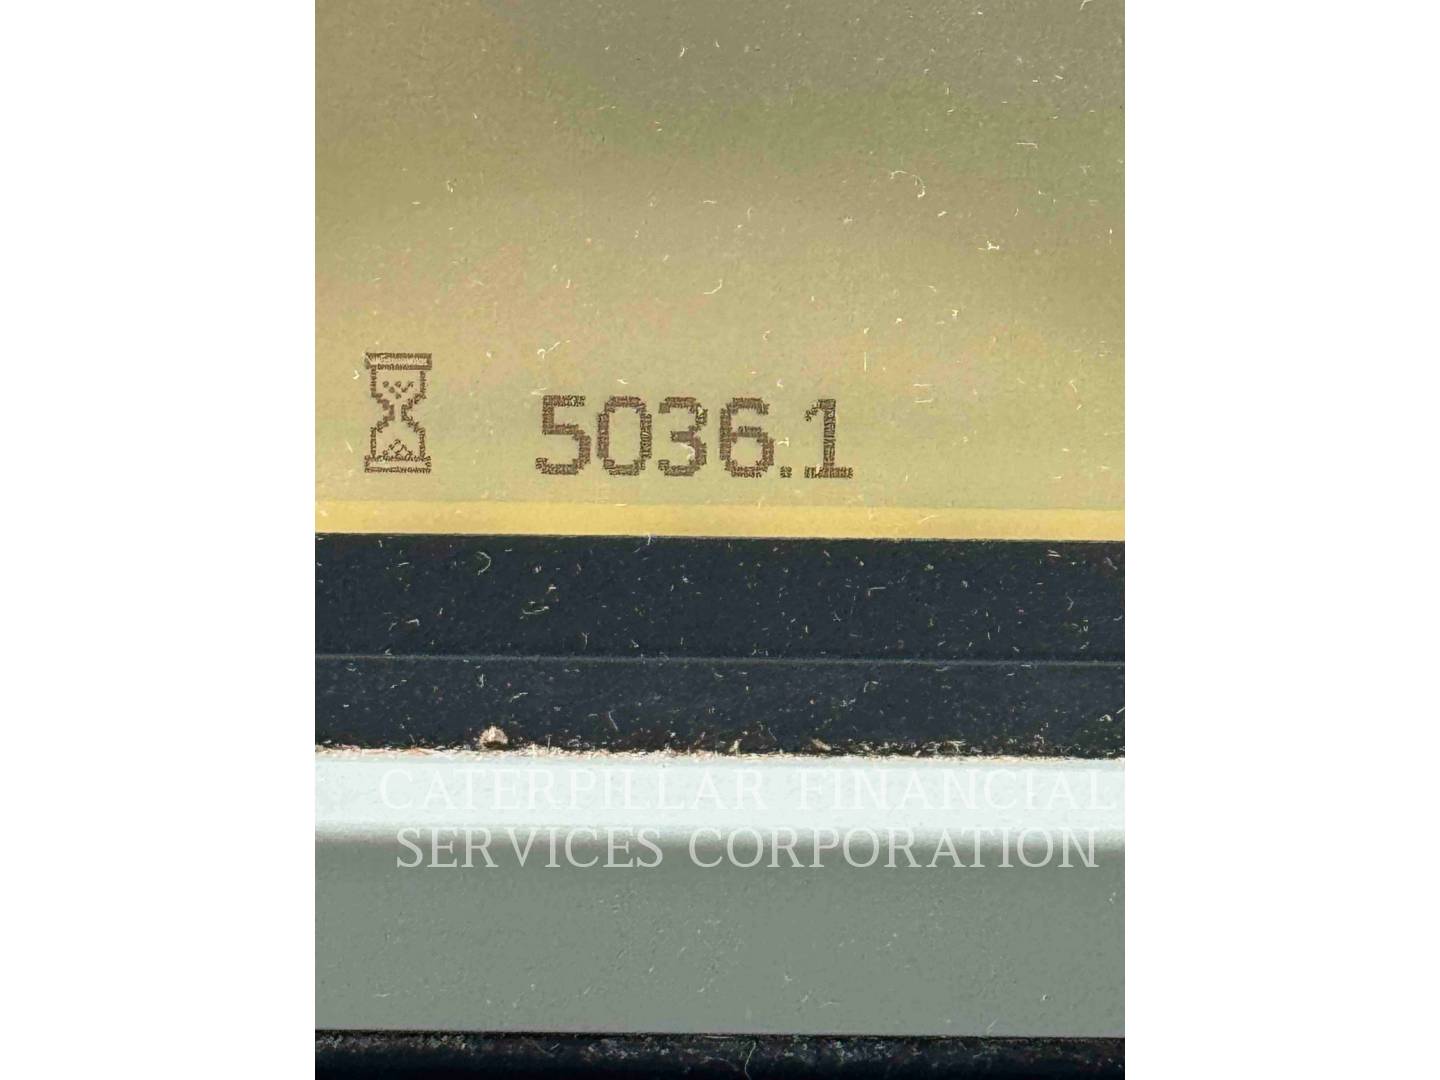 5036.1
CATERPILLAR FINANCIAL
SERVICES CORPORATION